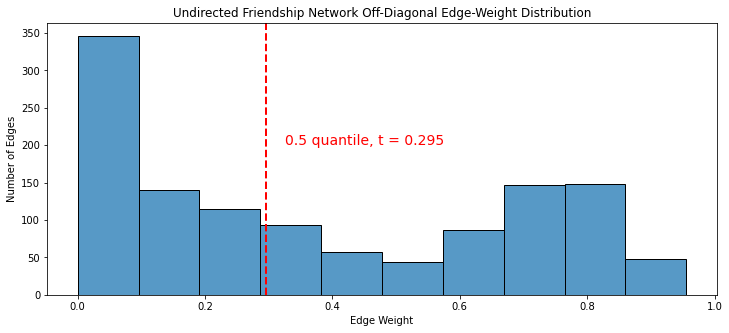 Undirected Friendship Network Off-Diagonal Edge-Weight Distribution
350
300
250
200
150
100
50
0
Number of Edges
0.5 quantile, t = 0.295
0.0 0.2 0.4 0.6 0.8 1.0
Edge Weight